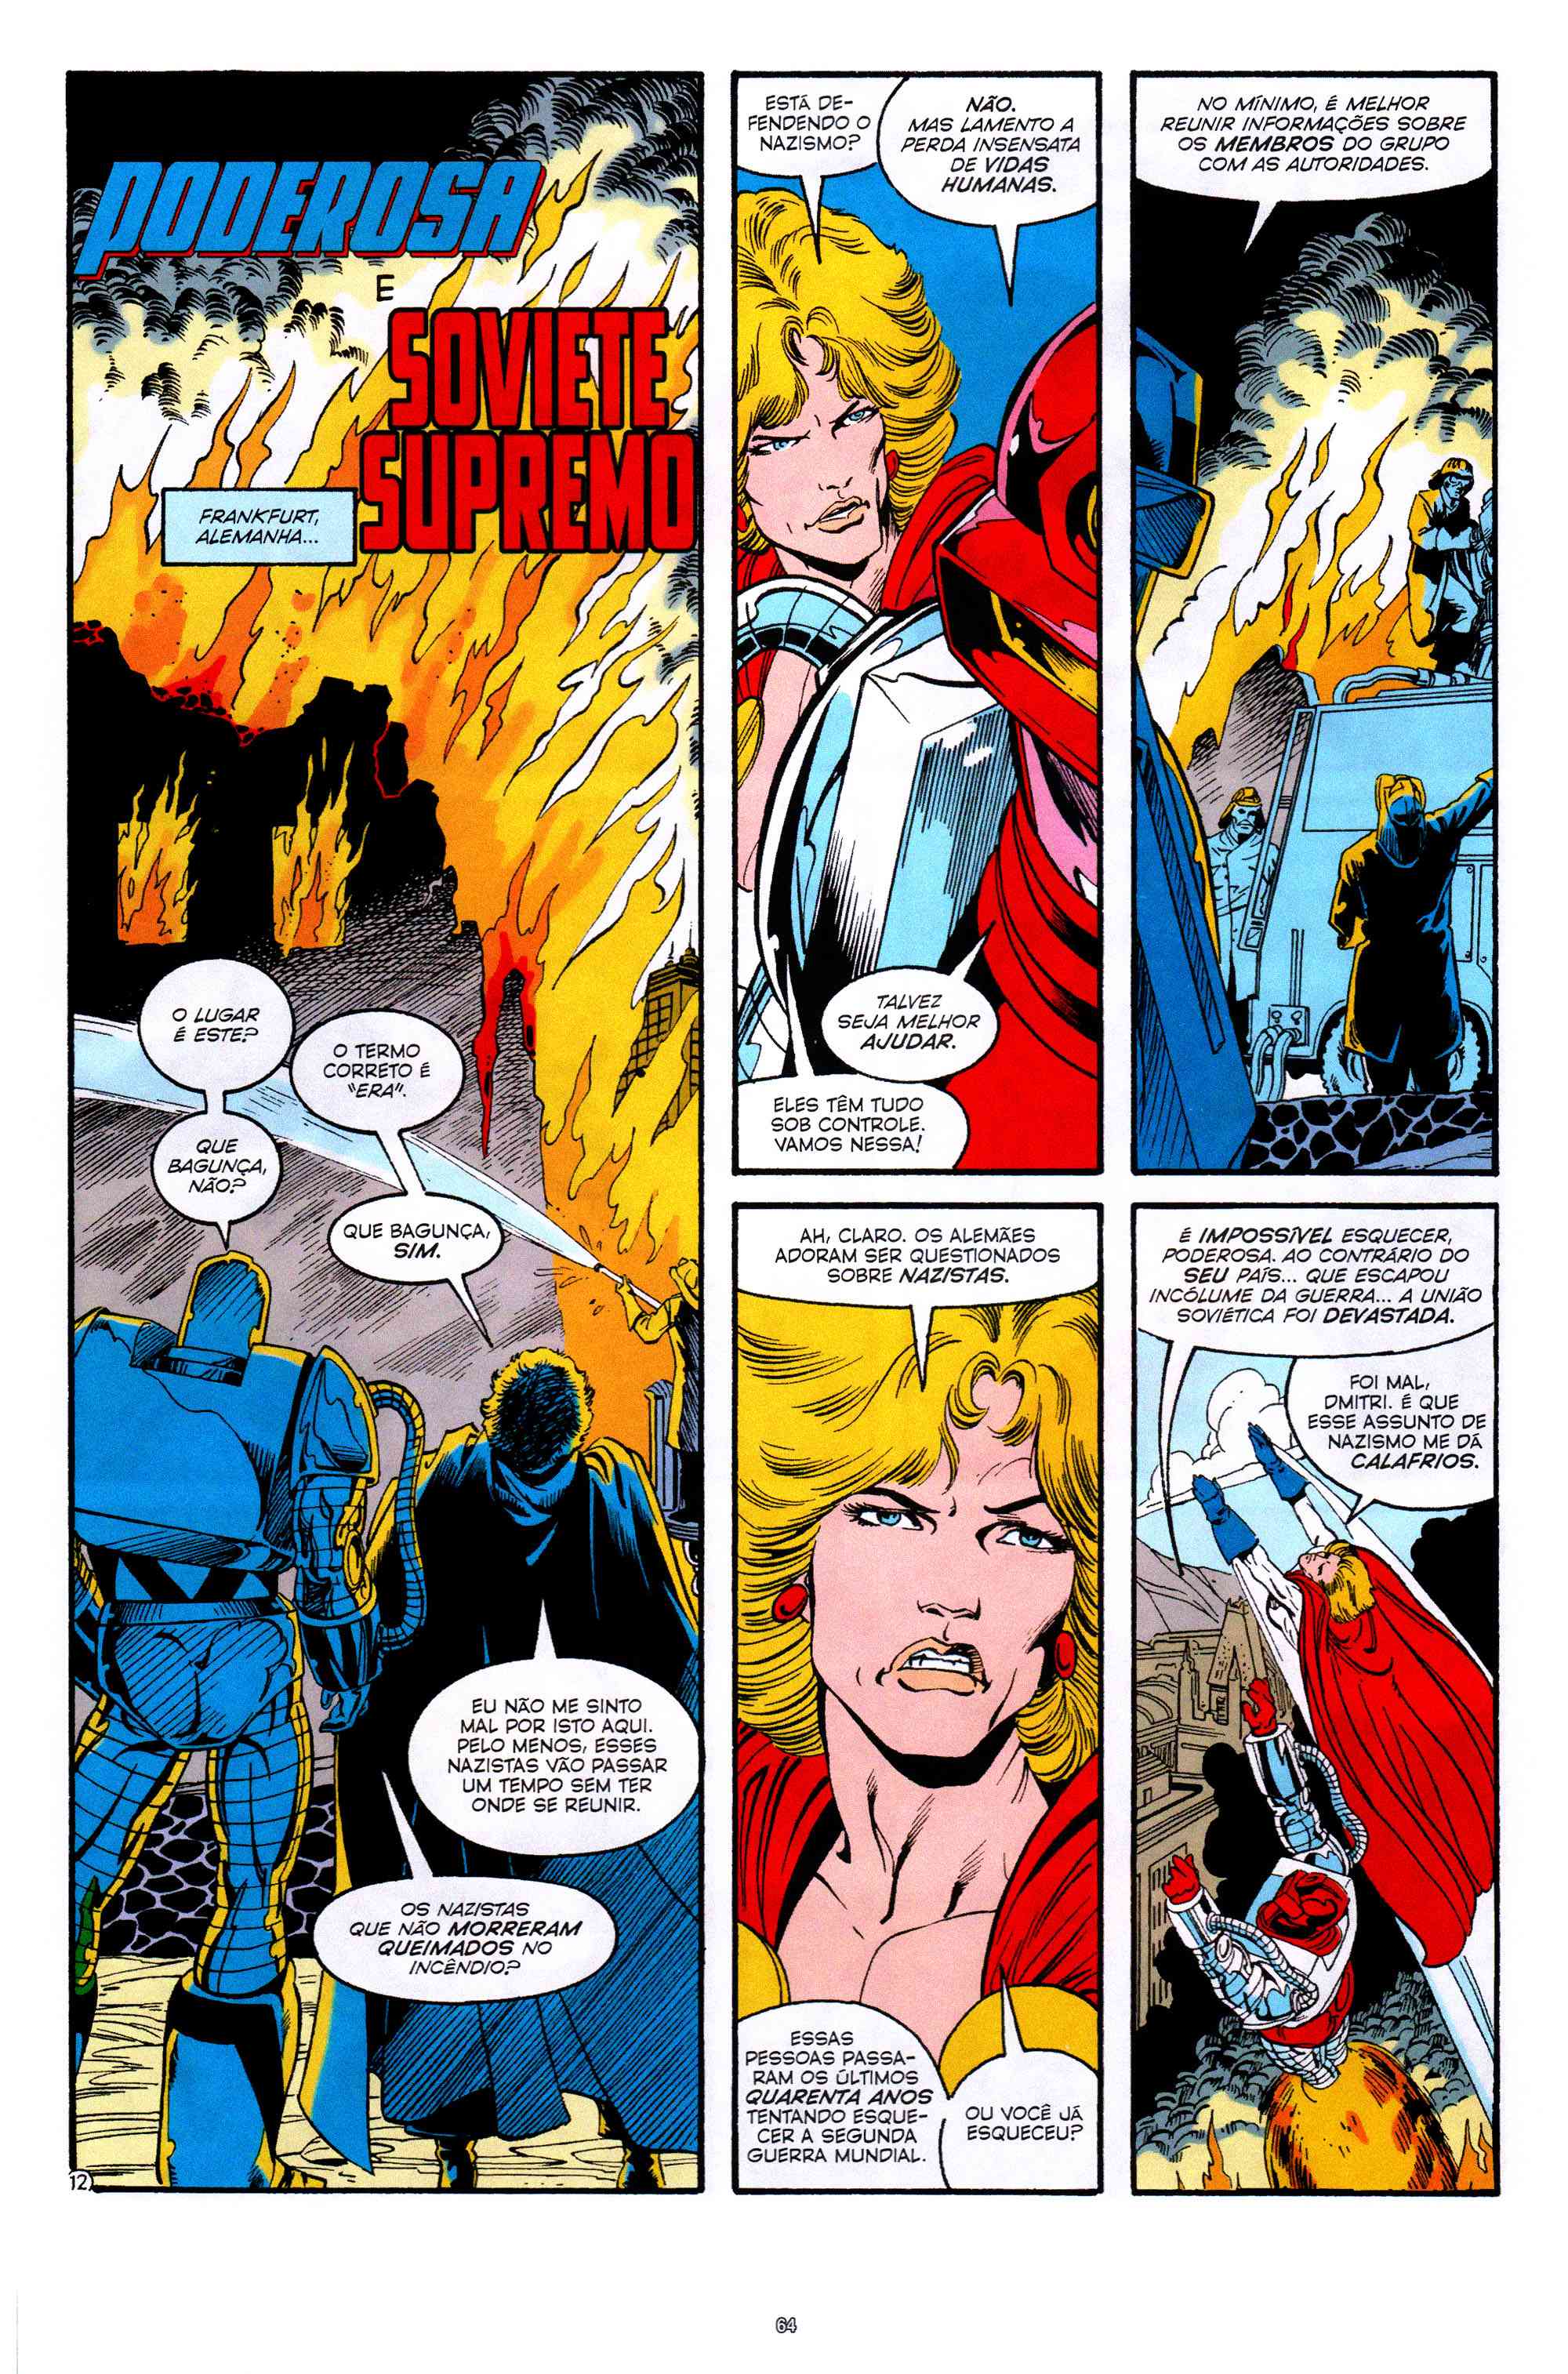 PODEROSA
E
SOVIETE
SUPREMO
FRANKFURT,
ALEMANHA...
O LUGAR
É ESTE?
QUE
BAGUNÇA,
NÃO?
O TERMO
CORRETO É
"ERA".
QUE BAGUNÇA,
SIM.
EU NÃO ME SINTO
MAL POR ISTO AQUI.
PELO MENOS, ESSES
NAZISTAS VÃO PASSAR
UM TEMPO SEM TER
ONDE SE REUNIR.
OS NAZISTAS
QUE NÃO MORRERAM
QUEIMADOS NO
INCÊNDIO?
12
ESTÁ DE-
FENDENDO O
NAZISMO?
NÃO.
MAS LAMENTO A
PERDA INSENSATA
DE VIDAS
HUMANAS.
TALVEZ
SEJA MELHOR
AJUDAR.
ELES TÊM TUDO
SOB CONTROLE.
VAMOS NESSA!
NO MÍNIMO, É MELHOR
REUNIR INFORMAÇÕES SOBRE
OS MEMBROS DO GRUPO
COM AS AUTORIDADES.
AH, CLARO. OS ALEMÃES
ADORAM SER QUESTIONADOS
SOBRE NAZISTAS.
ESSAS
PESSOAS PASSA-
RAM OS ÚLTIMOS
QUARENTA ANOS
TENTANDO ESQUE-
CER A SEGUNDA
GUERRA MUNDIAL.
OU VOCÊ JÁ
ESQUECEU?
É IMPOSSÍVEL ESQUECER,
PODEROSA. AO CONTRÁRIO DO
SEU PAÍS... QUE ESCAPOU
INCÓLUME DA GUERRA... A UNIÃO
SOVIÉTICA FOI DEVASTADA.
FOI MAL,
DMITRI. É QUE
ESSE ASSUNTO DE
NAZISMO ME DÁ
CALAFRIOS.
64